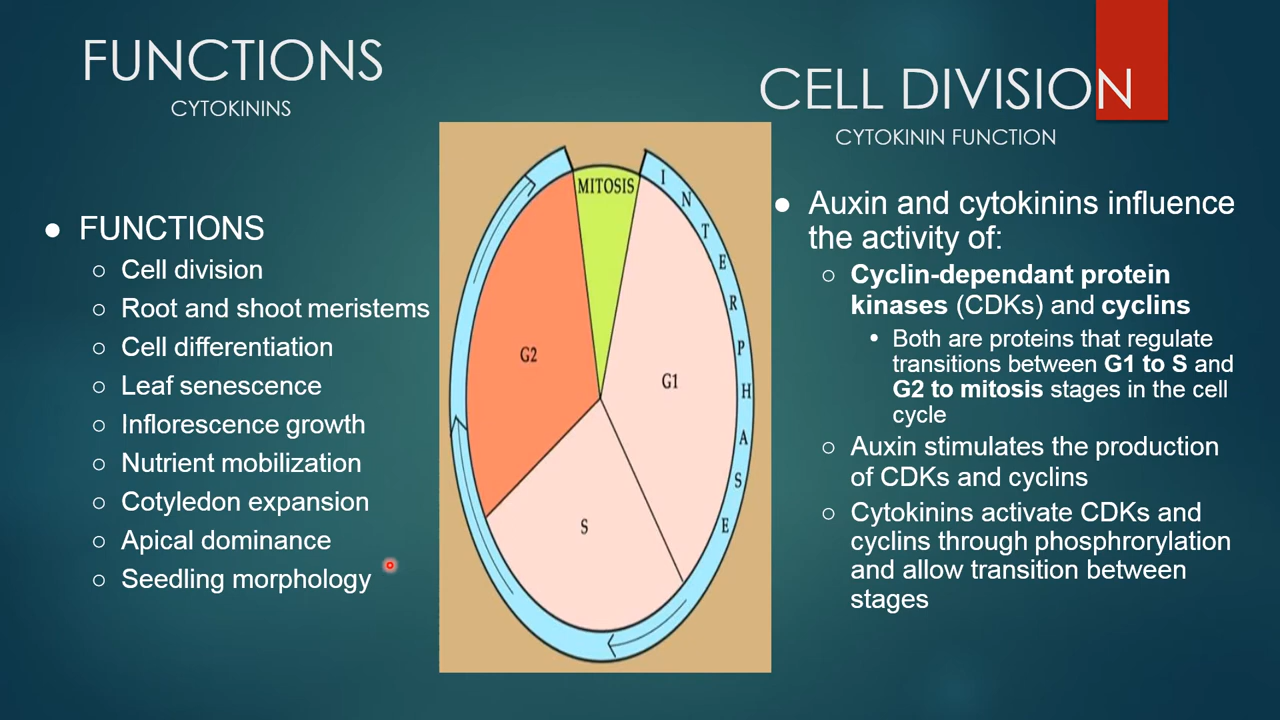 FUNCTIONS
CYTOKININS
● FUNCTIONS
○ Cell division
○ Root and shoot meristems
○ Cell differentiation
○ Leaf senescence
○ Inflorescence growth
○ Nutrient mobilization
○ Cotyledon expansion
○ Apical dominance
○ Seedling morphology
MITOSIS
INTERPHASE
G2
G1
S
CELL DIVISION
CYTOKININ FUNCTION
● Auxin and cytokinins influence
the activity of:
○ Cyclin-dependant protein
kinases (CDKs) and cyclins
• Both are proteins that regulate
transitions between G1 to S and
G2 to mitosis stages in the cell
cycle
○ Auxin stimulates the production
of CDKs and cyclins
○ Cytokinins activate CDKs and
cyclins through phosphrorylation
and allow transition between
stages